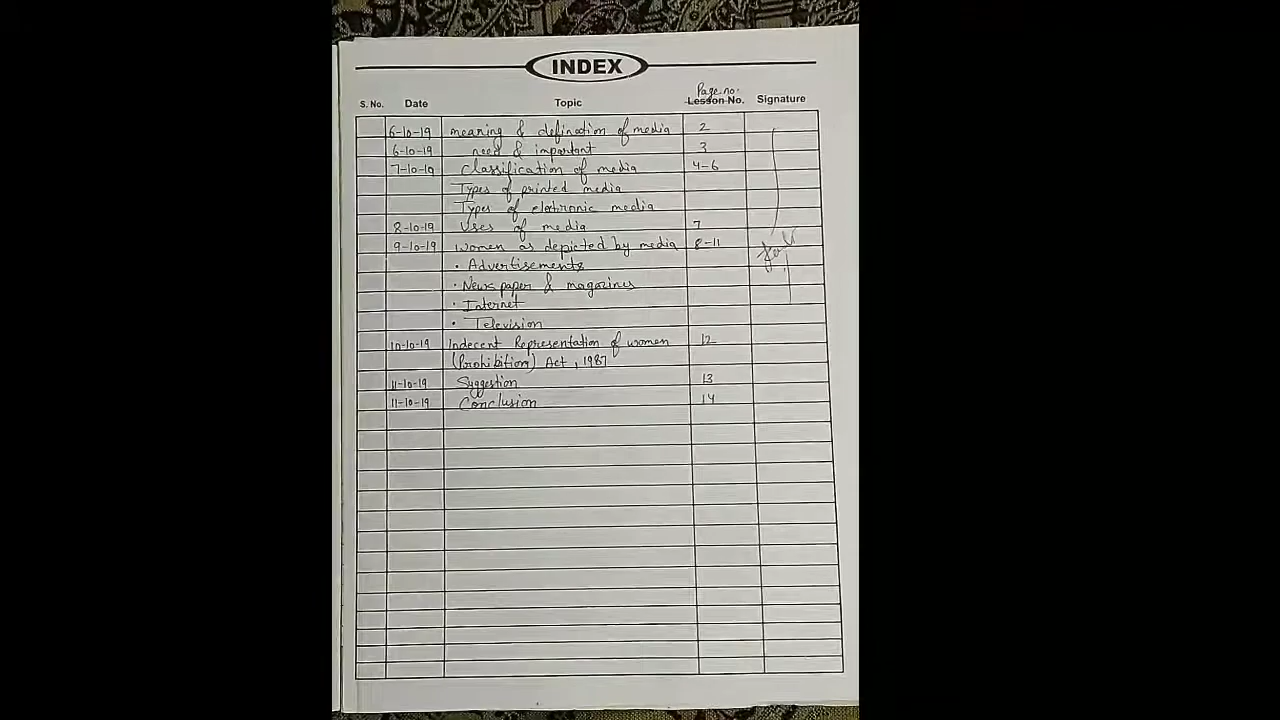 INDEX
Page no.
S. No. Date Topic Lesson No. Signature
6-10-19 meaning & defination of media 2
6-10-19 need & important 3
7-10-19 Classification of media 4-6
Types of printed media
Types of electronic media
8-10-19 Uses of media 7
9-10-19 Women as depicted by media 8-11
• Advertisements
• News paper & magazines
• Internet
• Television
10-10-19 Indecent Representation of women 12
(Prohibition) Act, 1987
11-10-19 Suggestion 13
11-10-19 Conclusion 14